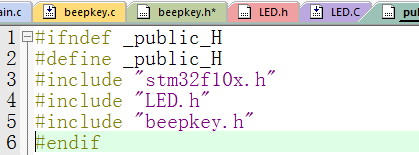 ain.c beepkey.c beepkey.h* LED.h LED.C pu
1 #ifndef _public_H
2 #define _public_H
3 #include "stm32f10x.h"
4 #include "LED.h"
5 #include "beepkey.h"
6 #endif